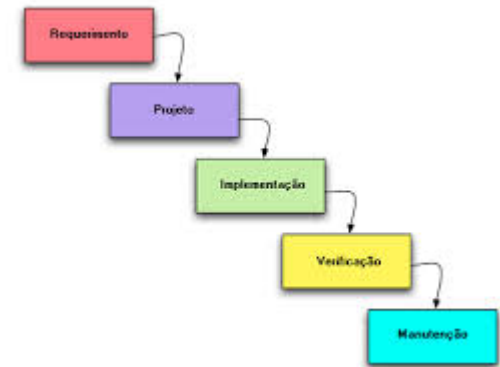 Requerimento
Projeto
Implementação
Verificação
Manutenção